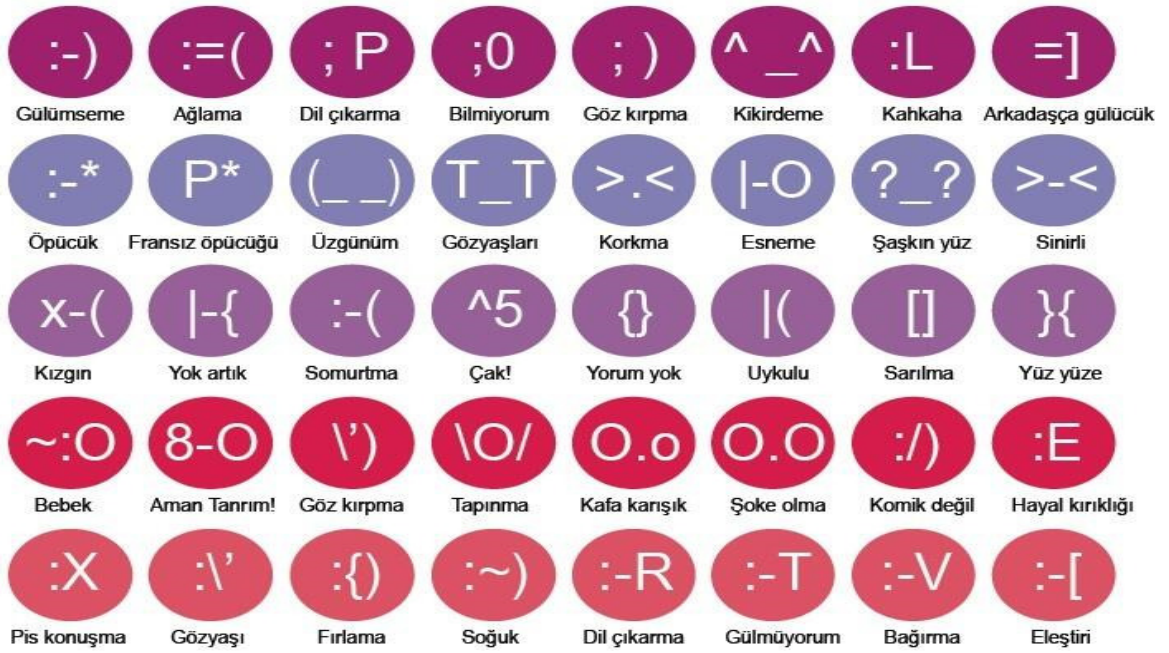 :-) :=( ; P ;0 ; ) ^ _^ :L =]
Gülümseme Ağlama Dil çıkarma Bilmiyorum Göz kırpma Kikirdeme Kahkaha Arkadaşça gülücük
:-* P* (_ _) T_T >.< |-O ?_? >-<
Öpücük Fransız öpücüğü Üzgünüm Gözyaşları Korkma Esneme Şaşkın yüz Sinirli
x-( |-{ :-( ^5 {} |( [] }{
Kızgın Yok artık Somurtma Çak! Yorum yok Uykulu Sarılma Yüz yüze
~:O 8-O \') \O/ O.o O.O :/) :E
Bebek Aman Tanrım! Göz kırpma Tapınma Kafa karışık Şoke olma Komik değil Hayal kırıklığı
:X :\' :{) :~) :-R :-T :-V :-[
Pis konuşma Gözyaşı Fırlama Soğuk Dil çıkarma Gülmüyorum Bağırma Eleştiri